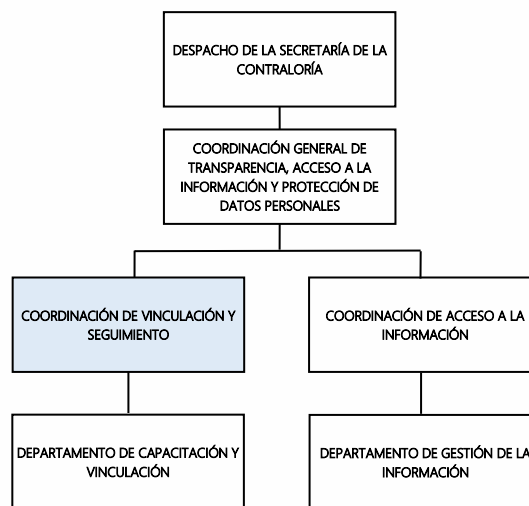 DESPACHO DE LA SECRETARÍA DE LA
CONTRALORÍA
COORDINACIÓN GENERAL DE
TRANSPARENCIA, ACCESO A LA
INFORMACIÓN Y PROTECCIÓN DE
DATOS PERSONALES
COORDINACIÓN DE VINCULACIÓN Y
SEGUIMIENTO
COORDINACIÓN DE ACCESO A LA
INFORMACIÓN
DEPARTAMENTO DE CAPACITACIÓN Y
VINCULACIÓN
DEPARTAMENTO DE GESTIÓN DE LA
INFORMACIÓN